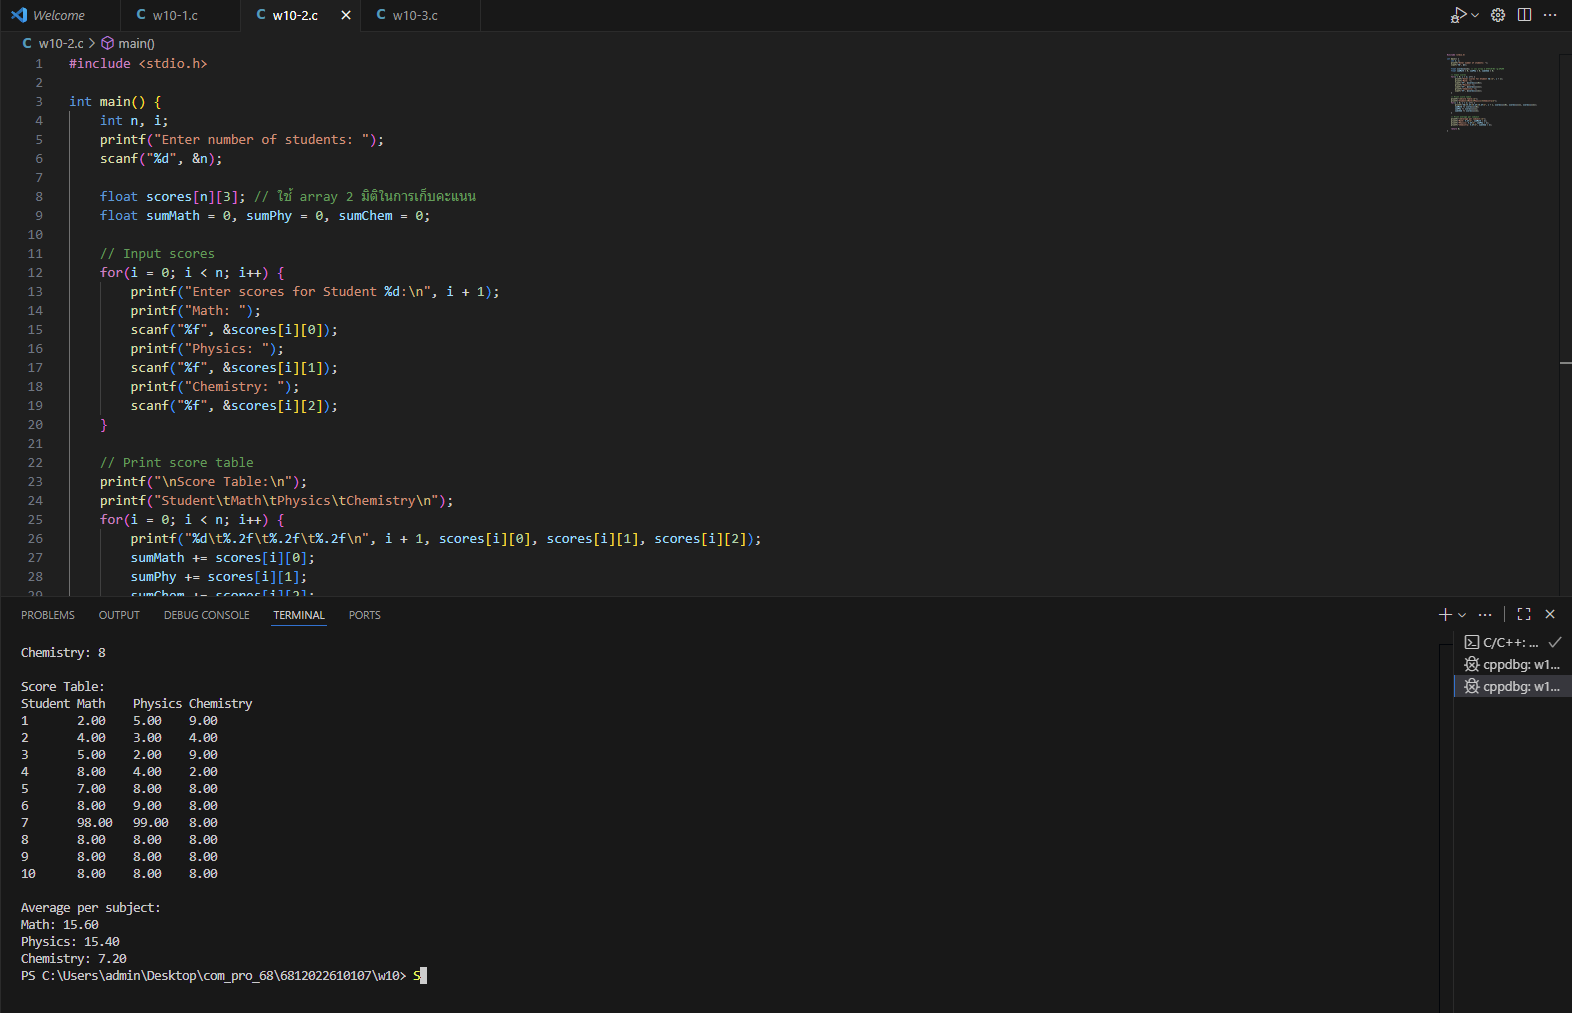 Welcome
C w10-1.c
C w10-2.c
C w10-3.c
C w10-2.c > main()
1 #include <stdio.h>
2
3 int main() {
4     int n, i;
5     printf("Enter number of students: ");
6     scanf("%d", &n);
7
8     float scores[n][3]; // ใช้ array 2 มิติในการเก็บคะแนน
9     float sumMath = 0, sumPhy = 0, sumChem = 0;
10
11     // Input scores
12     for(i = 0; i < n; i++) {
13         printf("Enter scores for Student %d:\n", i + 1);
14         printf("Math: ");
15         scanf("%f", &scores[i][0]);
16         printf("Physics: ");
17         scanf("%f", &scores[i][1]);
18         printf("Chemistry: ");
19         scanf("%f", &scores[i][2]);
20     }
21
22     // Print score table
23     printf("\nScore Table:\n");
24     printf("Student\tMath\tPhysics\tChemistry\n");
25     for(i = 0; i < n; i++) {
26         printf("%d\t%.2f\t%.2f\t%.2f\n", i + 1, scores[i][0], scores[i][1], scores[i][2]);
27         sumMath += scores[i][0];
28         sumPhy += scores[i][1];
29         sumChem += scores[i][2];
PROBLEMS OUTPUT DEBUG CONSOLE TERMINAL PORTS
Chemistry: 8
Score Table:
Student Math Physics Chemistry
1 2.00 5.00 9.00
2 4.00 3.00 4.00
3 5.00 2.00 9.00
4 8.00 4.00 2.00
5 7.00 8.00 8.00
6 8.00 9.00 8.00
7 98.00 99.00 8.00
8 8.00 8.00 8.00
9 8.00 8.00 8.00
10 8.00 8.00 8.00
Average per subject:
Math: 15.60
Physics: 15.40
Chemistry: 7.20
PS C:\Users\admin\Desktop\com_pro_68\6812022610107\w10> S
C/C++: ...
cppdbg: w1...
cppdbg: w1...